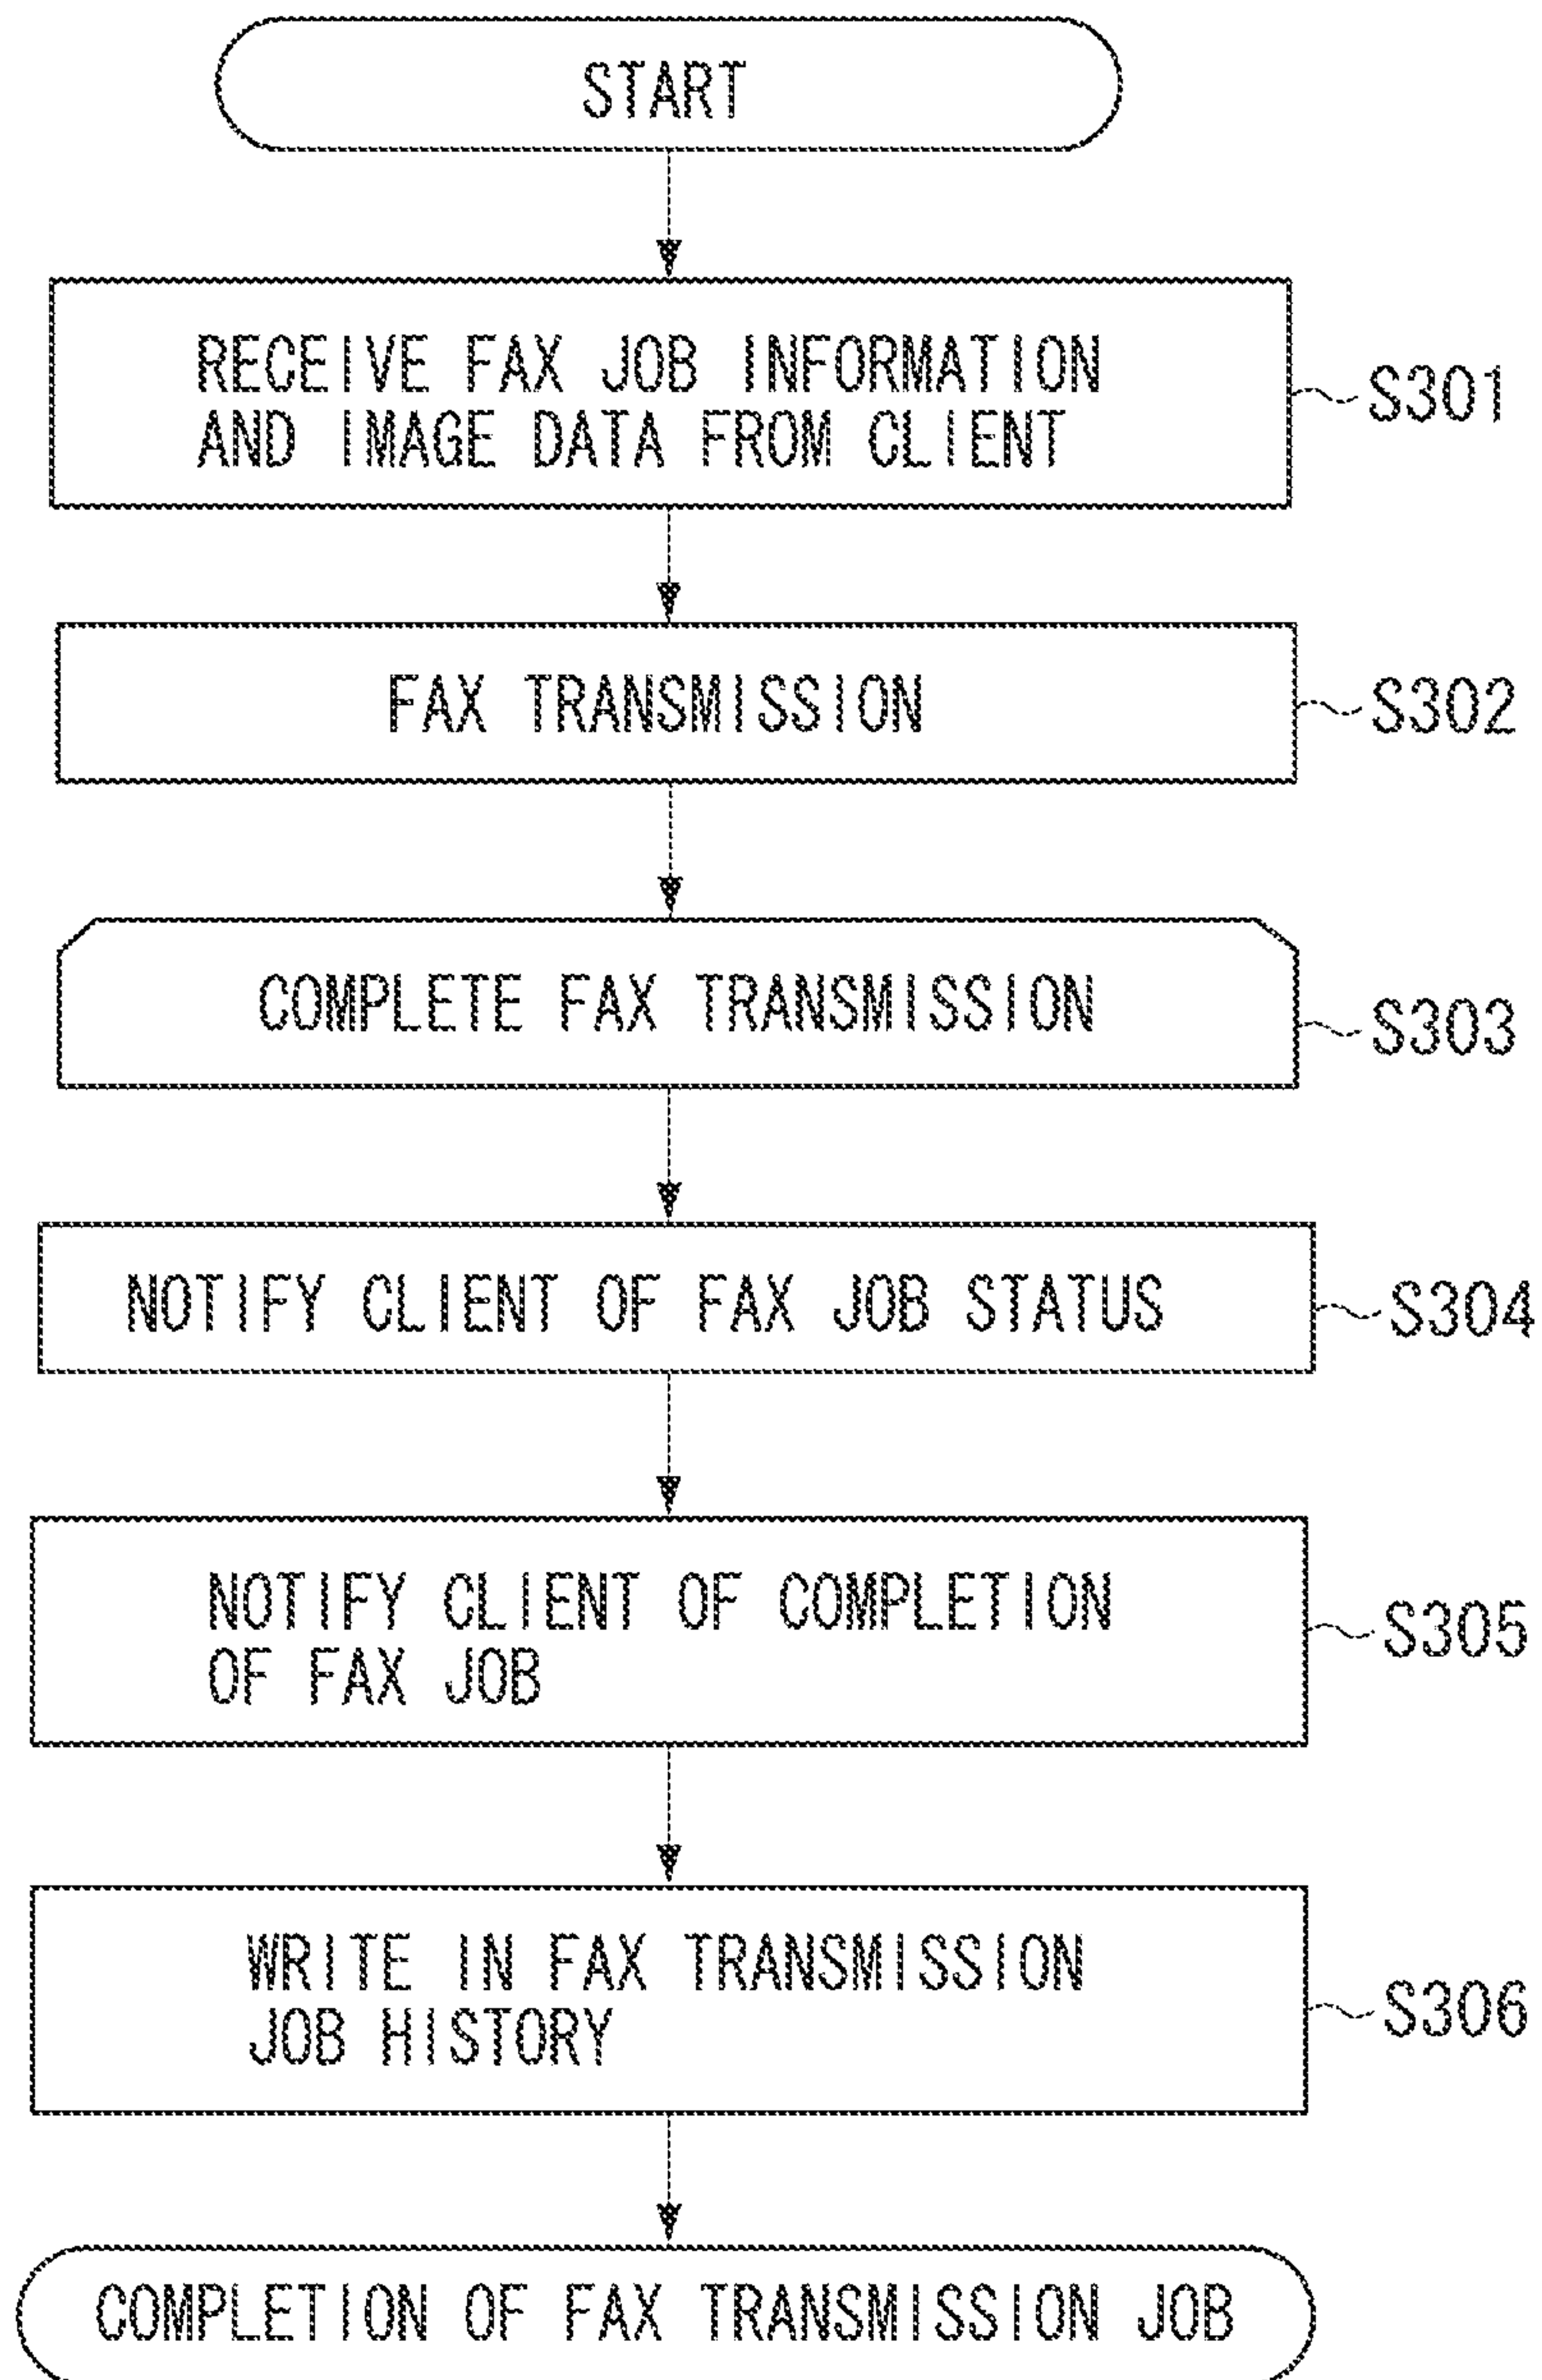 START
RECEIVE FAX JOB INFORMATION
AND IMAGE DATA FROM CLIENT
S301
FAX TRANSMISSION
S302
COMPLETE FAX TRANSMISSION
S303
NOTIFY CLIENT OF FAX JOB STATUS
S304
NOTIFY CLIENT OF COMPLETION
OF FAX JOB
S305
WRITE IN FAX TRANSMISSION
JOB HISTORY
S306
COMPLETION OF FAX TRANSMISSION JOB